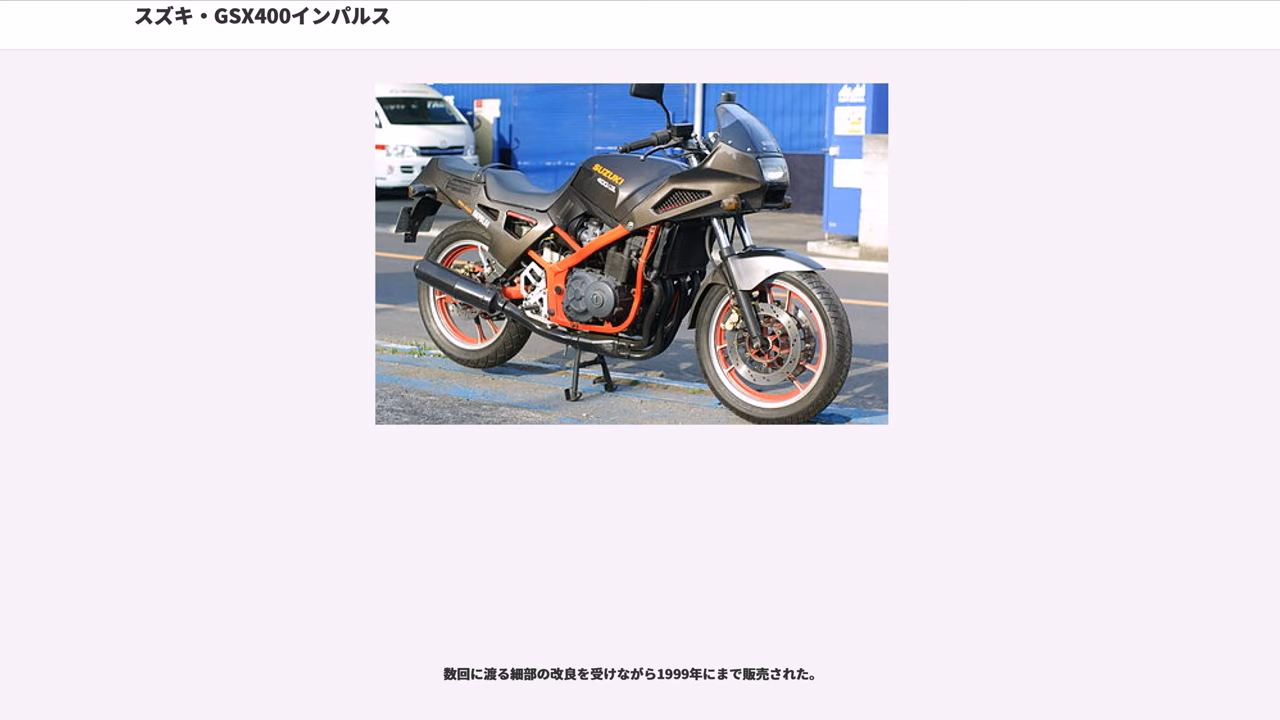 スズキ・GSX400インパルス
SUZUKI
数回に渡る細部の改良を受けながら1999年にまで販売された。